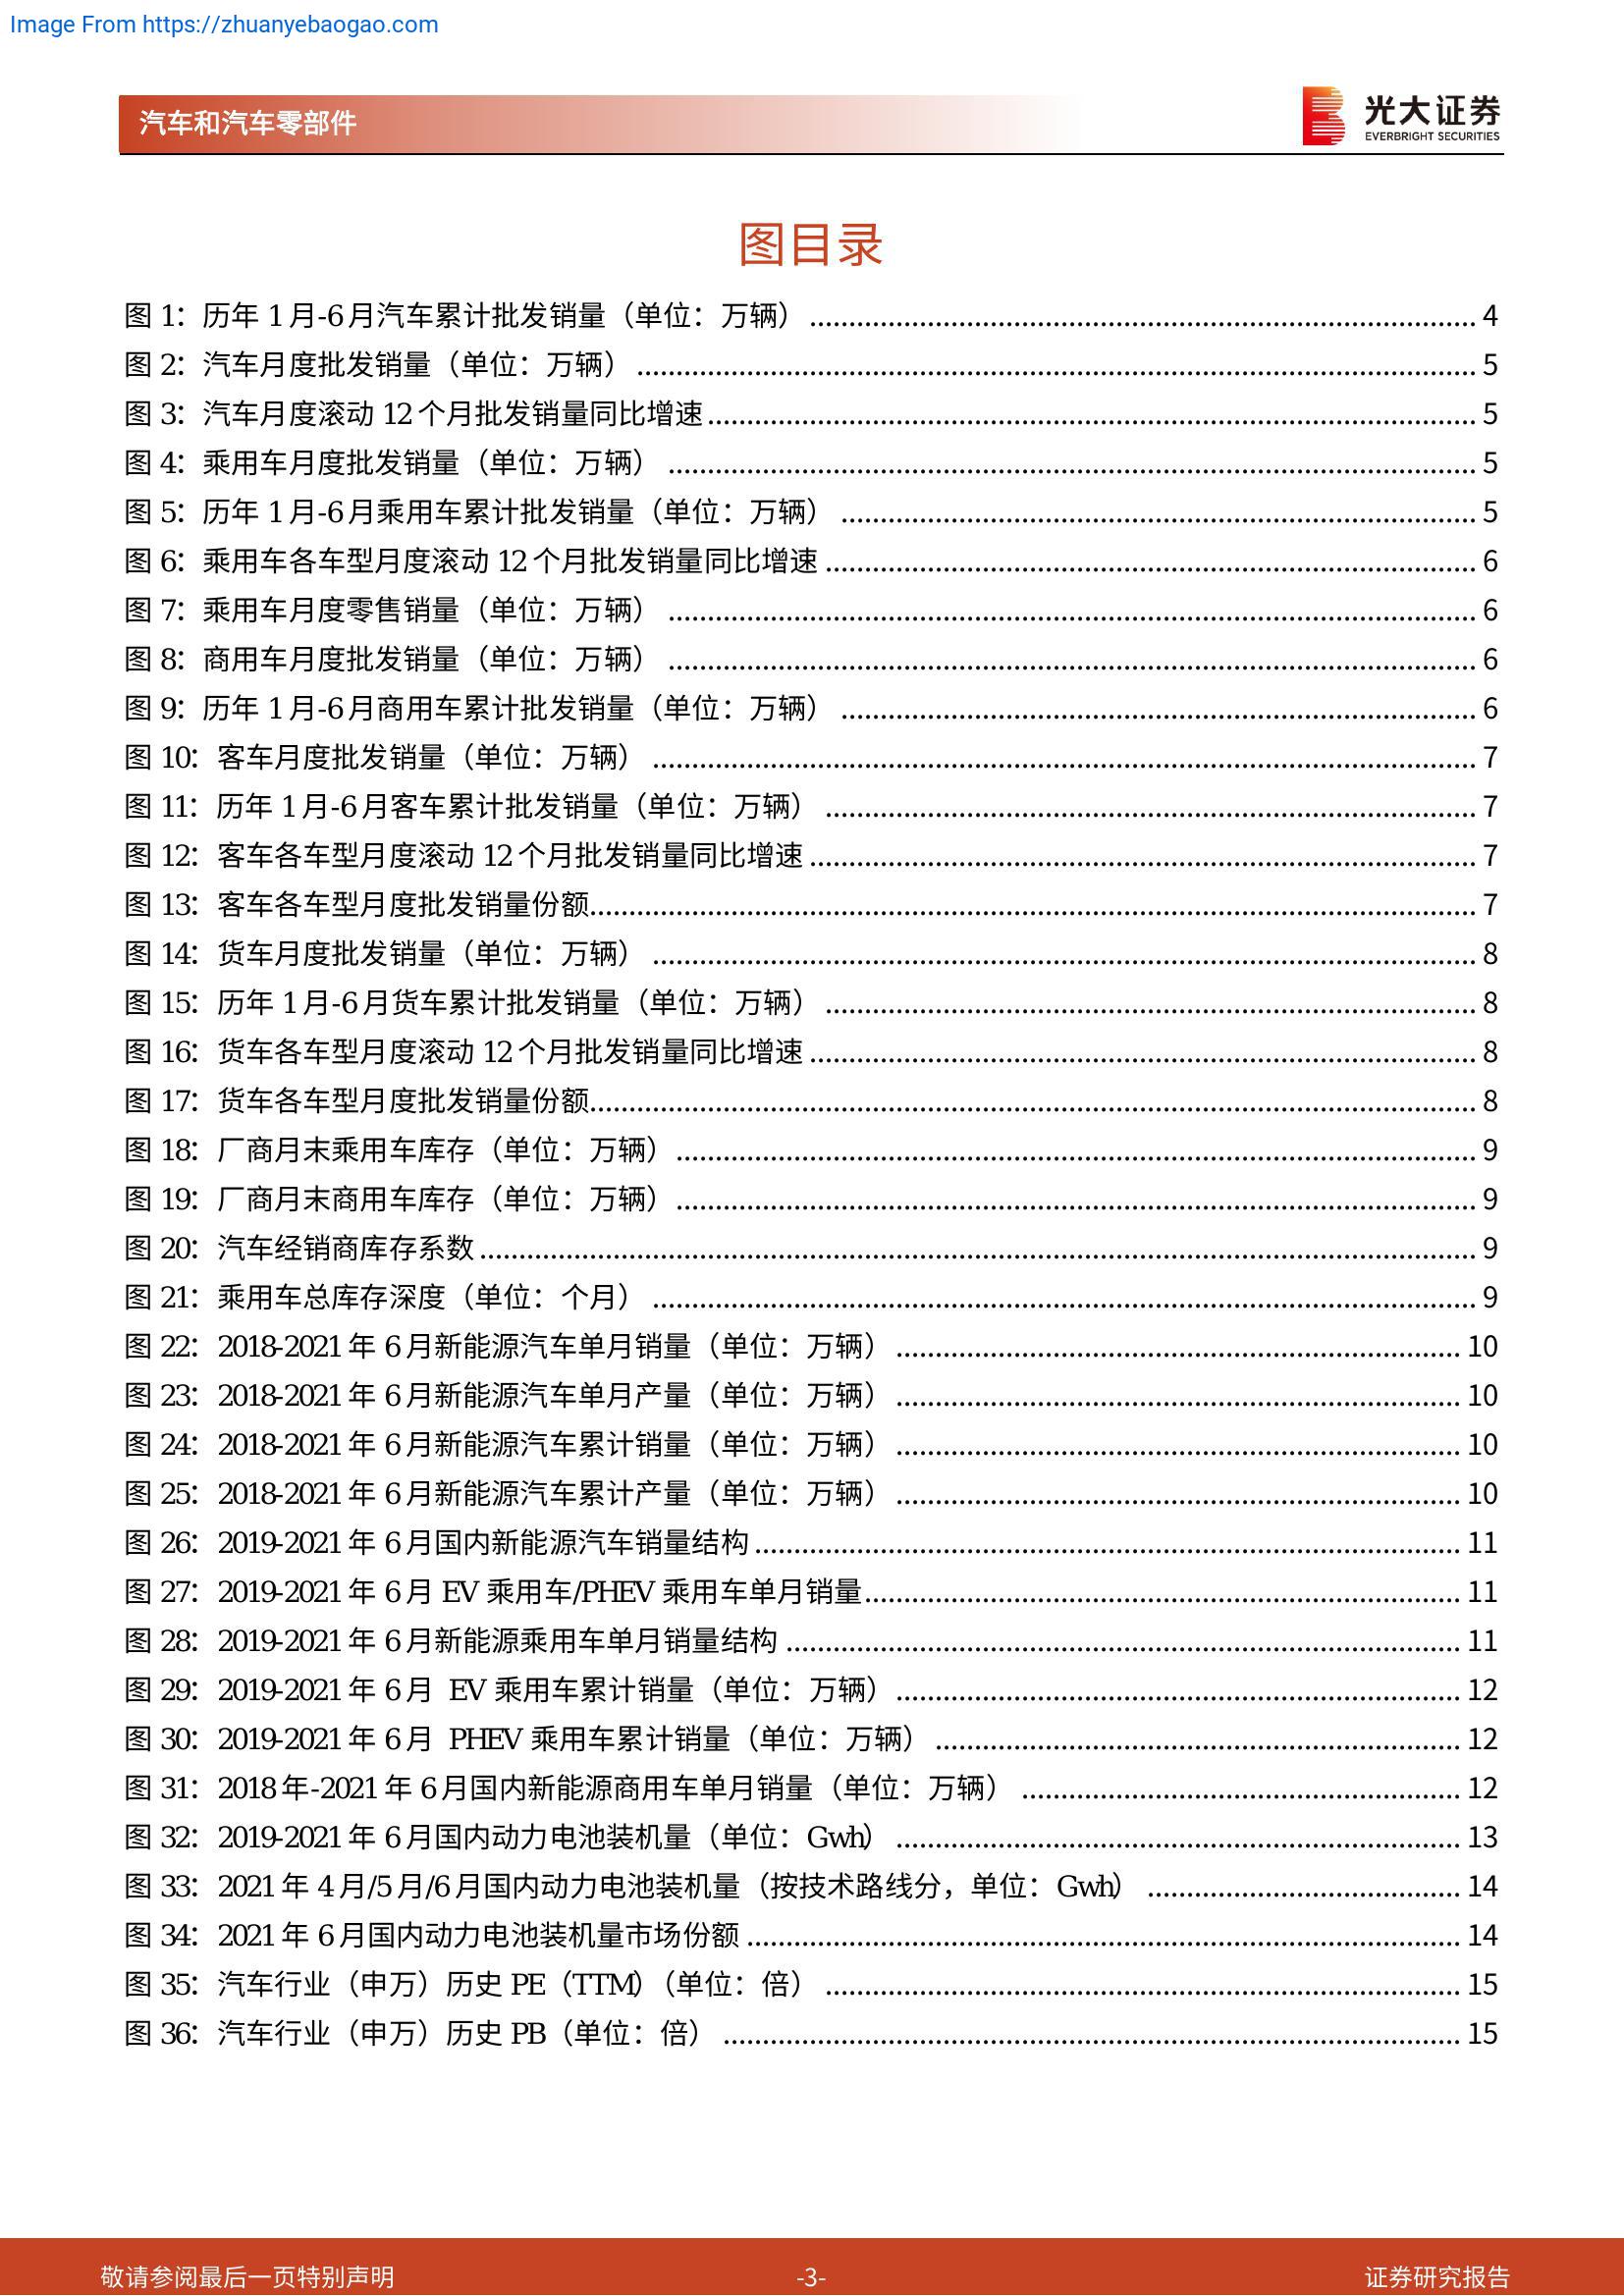 Image From https://zhuanyebaogao.com
汽车和汽车零部件
光大证券
EVERBRIGHT SECURITIES
图目录
图 1：历年 1 月-6 月汽车累计批发销量（单位：万辆） ........ 4
图 2：汽车月度批发销量（单位：万辆） ........ 5
图 3：汽车月度滚动 12 个月批发销量同比增速 ........ 5
图 4：乘用车月度批发销量（单位：万辆） ........ 5
图 5：历年 1 月-6 月乘用车累计批发销量（单位：万辆） ........ 5
图 6：乘用车各车型月度滚动 12 个月批发销量同比增速 ........ 6
图 7：乘用车月度零售销量（单位：万辆） ........ 6
图 8：商用车月度批发销量（单位：万辆） ........ 6
图 9：历年 1 月-6 月商用车累计批发销量（单位：万辆） ........ 6
图 10：客车月度批发销量（单位：万辆） ........ 7
图 11：历年 1 月-6 月客车累计批发销量（单位：万辆） ........ 7
图 12：客车各车型月度滚动 12 个月批发销量同比增速 ........ 7
图 13：客车各车型月度批发销量份额 ........ 7
图 14：货车月度批发销量（单位：万辆） ........ 8
图 15：历年 1 月-6 月货车累计批发销量（单位：万辆） ........ 8
图 16：货车各车型月度滚动 12 个月批发销量同比增速 ........ 8
图 17：货车各车型月度批发销量份额 ........ 8
图 18：厂商月末乘用车库存（单位：万辆） ........ 9
图 19：厂商月末商用车库存（单位：万辆） ........ 9
图 20：汽车经销商库存系数 ........ 9
图 21：乘用车总库存深度（单位：个月） ........ 9
图 22：2018-2021 年 6 月新能源汽车单月销量（单位：万辆） ........ 10
图 23：2018-2021 年 6 月新能源汽车单月产量（单位：万辆） ........ 10
图 24：2018-2021 年 6 月新能源汽车累计销量（单位：万辆） ........ 10
图 25：2018-2021 年 6 月新能源汽车累计产量（单位：万辆） ........ 10
图 26：2019-2021 年 6 月国内新能源汽车销量结构 ........ 11
图 27：2019-2021 年 6 月 EV 乘用车/PHEV 乘用车单月销量 ........ 11
图 28：2019-2021 年 6 月新能源乘用车单月销量结构 ........ 11
图 29：2019-2021 年 6 月 EV 乘用车累计销量（单位：万辆） ........ 12
图 30：2019-2021 年 6 月 PHEV 乘用车累计销量（单位：万辆） ........ 12
图 31：2018 年-2021 年 6 月国内新能源商用车单月销量（单位：万辆） ........ 12
图 32：2019-2021 年 6 月国内动力电池装机量（单位：Gwh） ........ 13
图 33：2021 年 4 月/5 月/6 月国内动力电池装机量（按技术路线分，单位：Gwh） ........ 14
图 34：2021 年 6 月国内动力电池装机量市场份额 ........ 14
图 35：汽车行业（申万）历史 PE（TTM）（单位：倍） ........ 15
图 36：汽车行业（申万）历史 PB（单位：倍） ........ 15
敬请参阅最后一页特别声明
-3-
证券研究报告